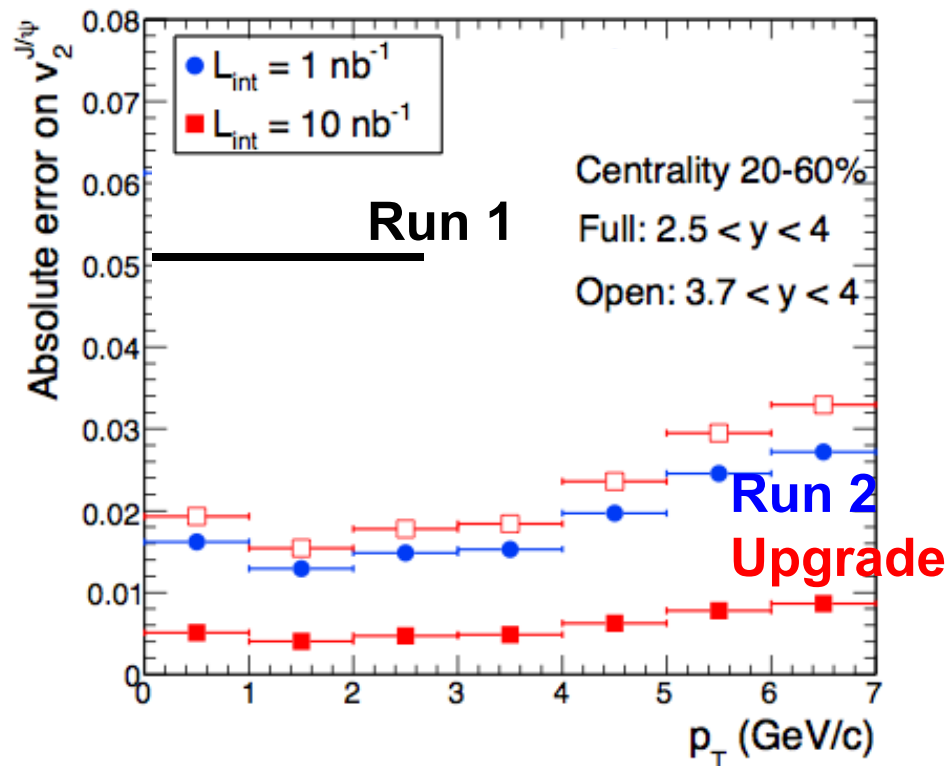 Absolute error on v₂^{J/ψ}
0.08
0.07
0.06
0.05
0.04
0.03
0.02
0.01
0
L_int = 1 nb⁻¹
L_int = 10 nb⁻¹
Run 1
Centrality 20-60%
Full: 2.5 < y < 4
Open: 3.7 < y < 4
Run 2
Upgrade
0 1 2 3 4 5 6 7
p_T (GeV/c)